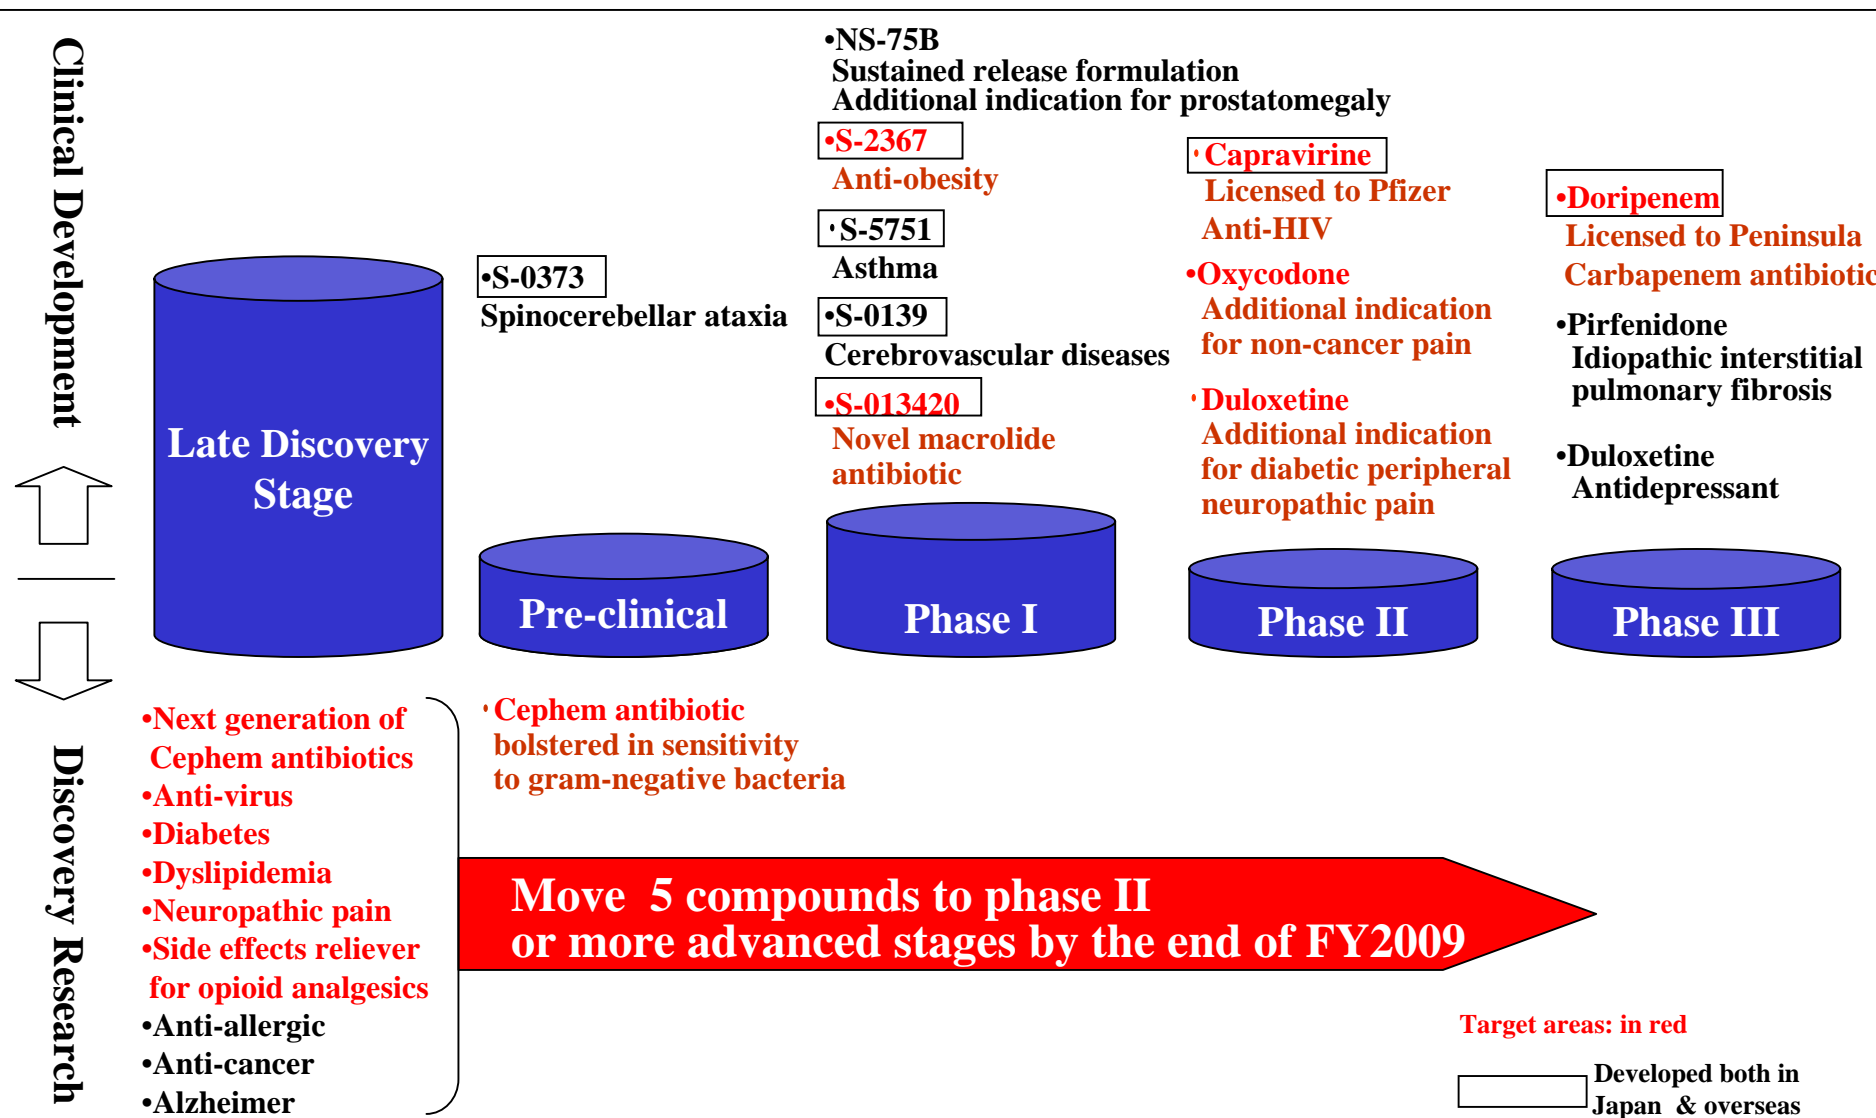 Clinical Development
•NS-75B
Sustained release formulation
Additional indication for prostatomegaly
•S-2367
Anti-obesity
•S-5751
Asthma
•S-0139
Cerebrovascular diseases
•S-013420
Novel macrolide
antibiotic
•S-0373
Spinocerebellar ataxia
•Capravirine
Licensed to Pfizer
Anti-HIV
•Oxycodone
Additional indication
for non-cancer pain
•Duloxetine
Additional indication
for diabetic peripheral
neuropathic pain
•Doripenem
Licensed to Peninsula
Carbapenem antibiotic
•Pirfenidone
Idiopathic interstitial
pulmonary fibrosis
•Duloxetine
Antidepressant
Late Discovery
Stage
Pre-clinical
Phase I
Phase II
Phase III
Discovery Research
•Next generation of
Cephem antibiotics
•Anti-virus
•Diabetes
•Dyslipidemia
•Neuropathic pain
•Side effects reliever
for opioid analgesics
•Anti-allergic
•Anti-cancer
•Alzheimer
•Cephem antibiotic
bolstered in sensitivity
to gram-negative bacteria
Move 5 compounds to phase II
or more advanced stages by the end of FY2009
Target areas: in red
Developed both in
Japan & overseas